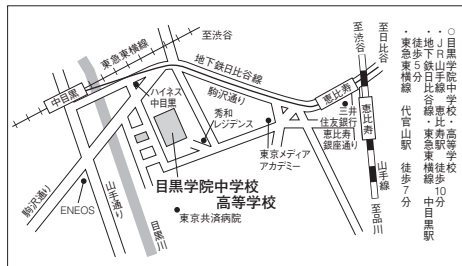 ○目黒学院中学校・高等学校
・JR山手線 恵比寿駅 徒歩10分
・地下鉄日比谷線・東急東横線 中目黒駅
徒歩5分
・東急東横線 代官山駅 徒歩7分
至渋谷
東急東横線
地下鉄日比谷線
至渋谷
至日比谷
中目黒
ハイネス
中目黒
駒沢通り
恵比寿
恵比寿
三井
住友銀行
恵比寿
銀座通り
秀和
レジデンス
東京メディア
アカデミー
山手線
至品川
目黒学院中学校
高等学校
駒沢通り
ENEOS
山手通り
目黒川
東京共済病院